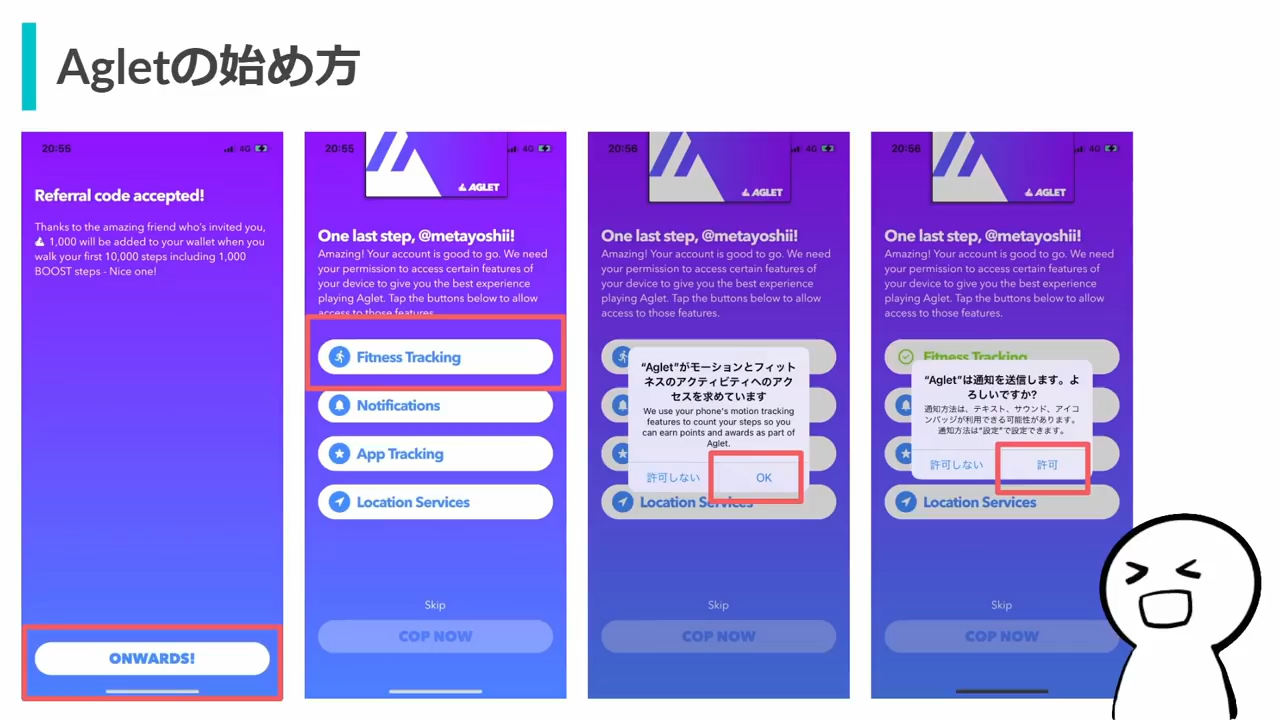 Agletの始め方
20:55
4G
Referral code accepted!
Thanks to the amazing friend who's invited you,
1,000 will be added to your wallet when you
walk your first 10,000 steps including 1,000
BOOST steps - Nice one!
ONWARDS!
20:55
4G
AGLET
One last step, @metayoshii!
Amazing! Your account is good to go. We need
your permission to access certain features of
your device to give you the best experience
playing Aglet. Tap the buttons below to allow
access to those features.
Fitness Tracking
Notifications
App Tracking
Location Services
Skip
COP NOW
20:56
4G
AGLET
One last step, @metayoshii!
Amazing! Your account is good to go. We need
your permission to access certain features of
your device to give you the best experience
playing Aglet. Tap the buttons below to allow
access to those features.
“Aglet”がモーションとフィット
ネスのアクティビティへのアク
セスを求めています
We use your phone's motion tracking
features to count your steps so you
can earn points and awards as part of
Aglet.
許可しない
OK
Location Services
Skip
COP NOW
20:56
4G
AGLET
One last step, @metayoshii!
Amazing! Your account is good to go. We need
your permission to access certain features of
your device to give you the best experience
playing Aglet. Tap the buttons below to allow
access to those features.
Fitness Tracking
“Aglet”は通知を送信します。よ
ろしいですか?
通知方法は、テキスト、サウンド、アイコ
ンバッジが利用できる可能性があります。
通知方法は“設定”で設定できます。
許可しない
許可
Location Services
Skip
COP NOW